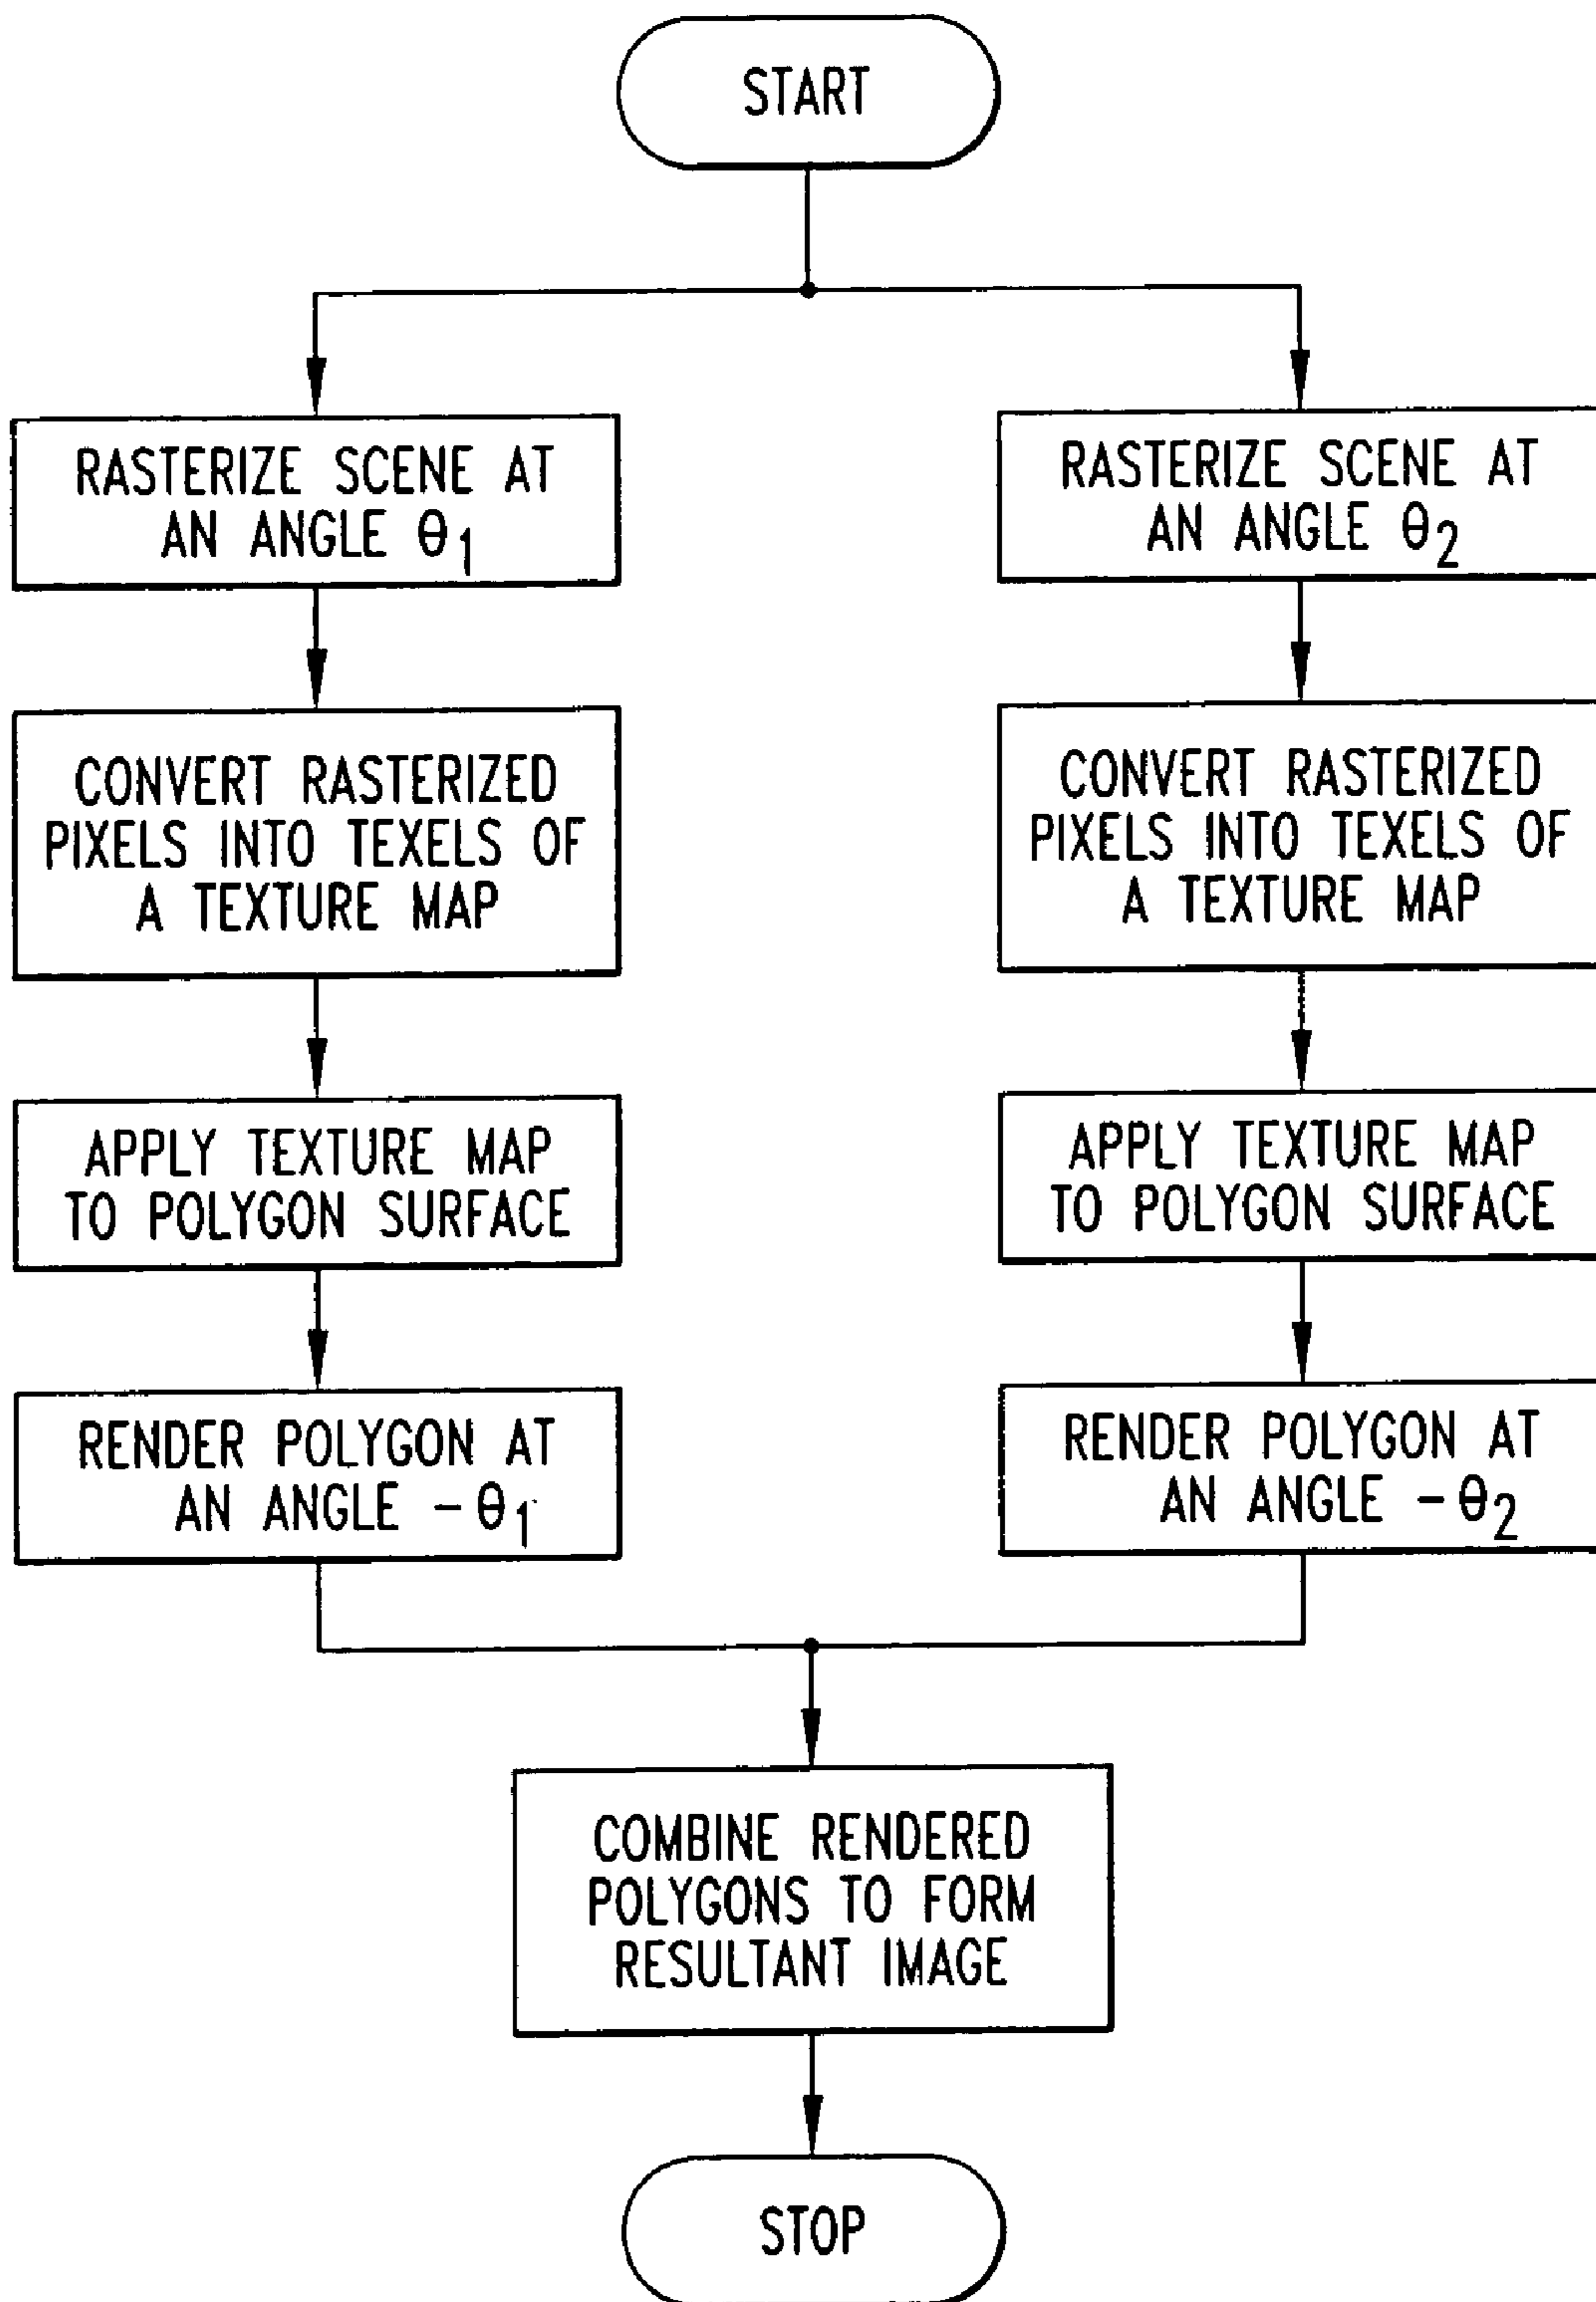 START
RASTERIZE SCENE AT
AN ANGLE θ1
RASTERIZE SCENE AT
AN ANGLE θ2
CONVERT RASTERIZED
PIXELS INTO TEXELS OF
A TEXTURE MAP
CONVERT RASTERIZED
PIXELS INTO TEXELS OF
A TEXTURE MAP
APPLY TEXTURE MAP
TO POLYGON SURFACE
APPLY TEXTURE MAP
TO POLYGON SURFACE
RENDER POLYGON AT
AN ANGLE -θ1
RENDER POLYGON AT
AN ANGLE -θ2
COMBINE RENDERED
POLYGONS TO FORM
RESULTANT IMAGE
STOP